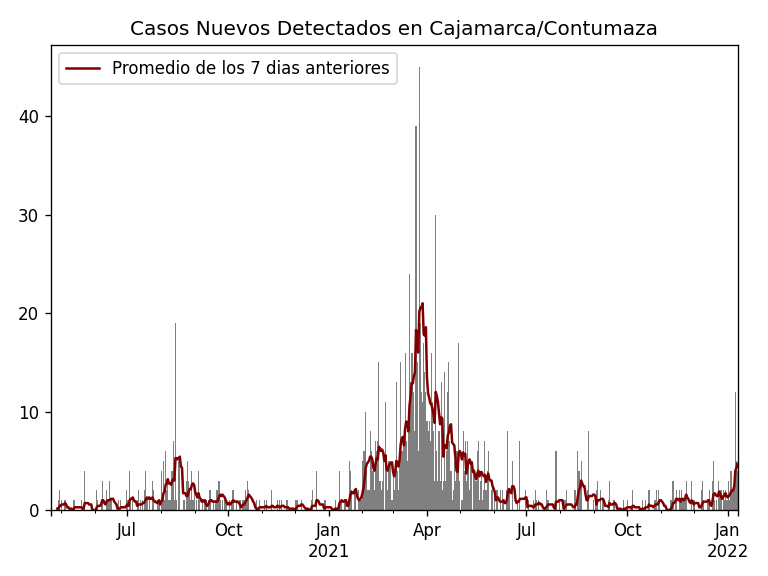 Casos Nuevos Detectados en Cajamarca/Contumaza
Promedio de los 7 dias anteriores
40
30
20
10
0
Jul Oct Jan Apr Jul Oct Jan
2021 2022